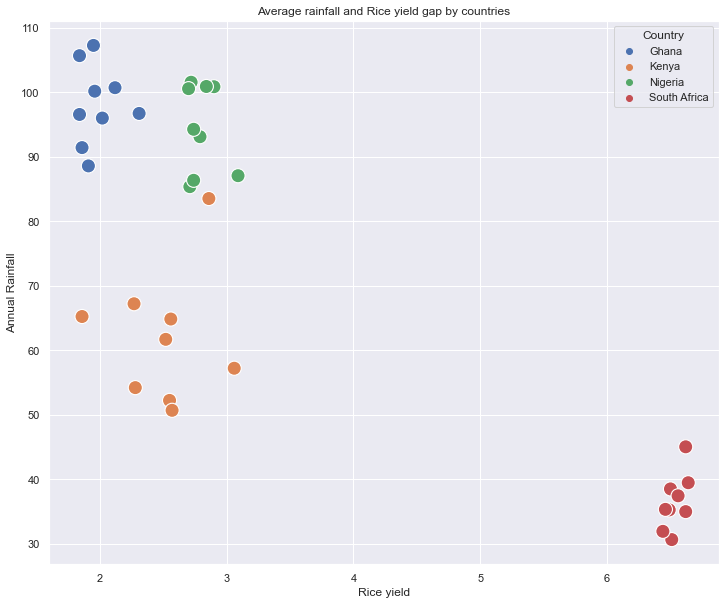 Average rainfall and Rice yield gap by countries
Country
Ghana
Kenya
Nigeria
South Africa
110
100
90
80
70
60
50
40
30
Annual Rainfall
2 3 4 5 6
Rice yield